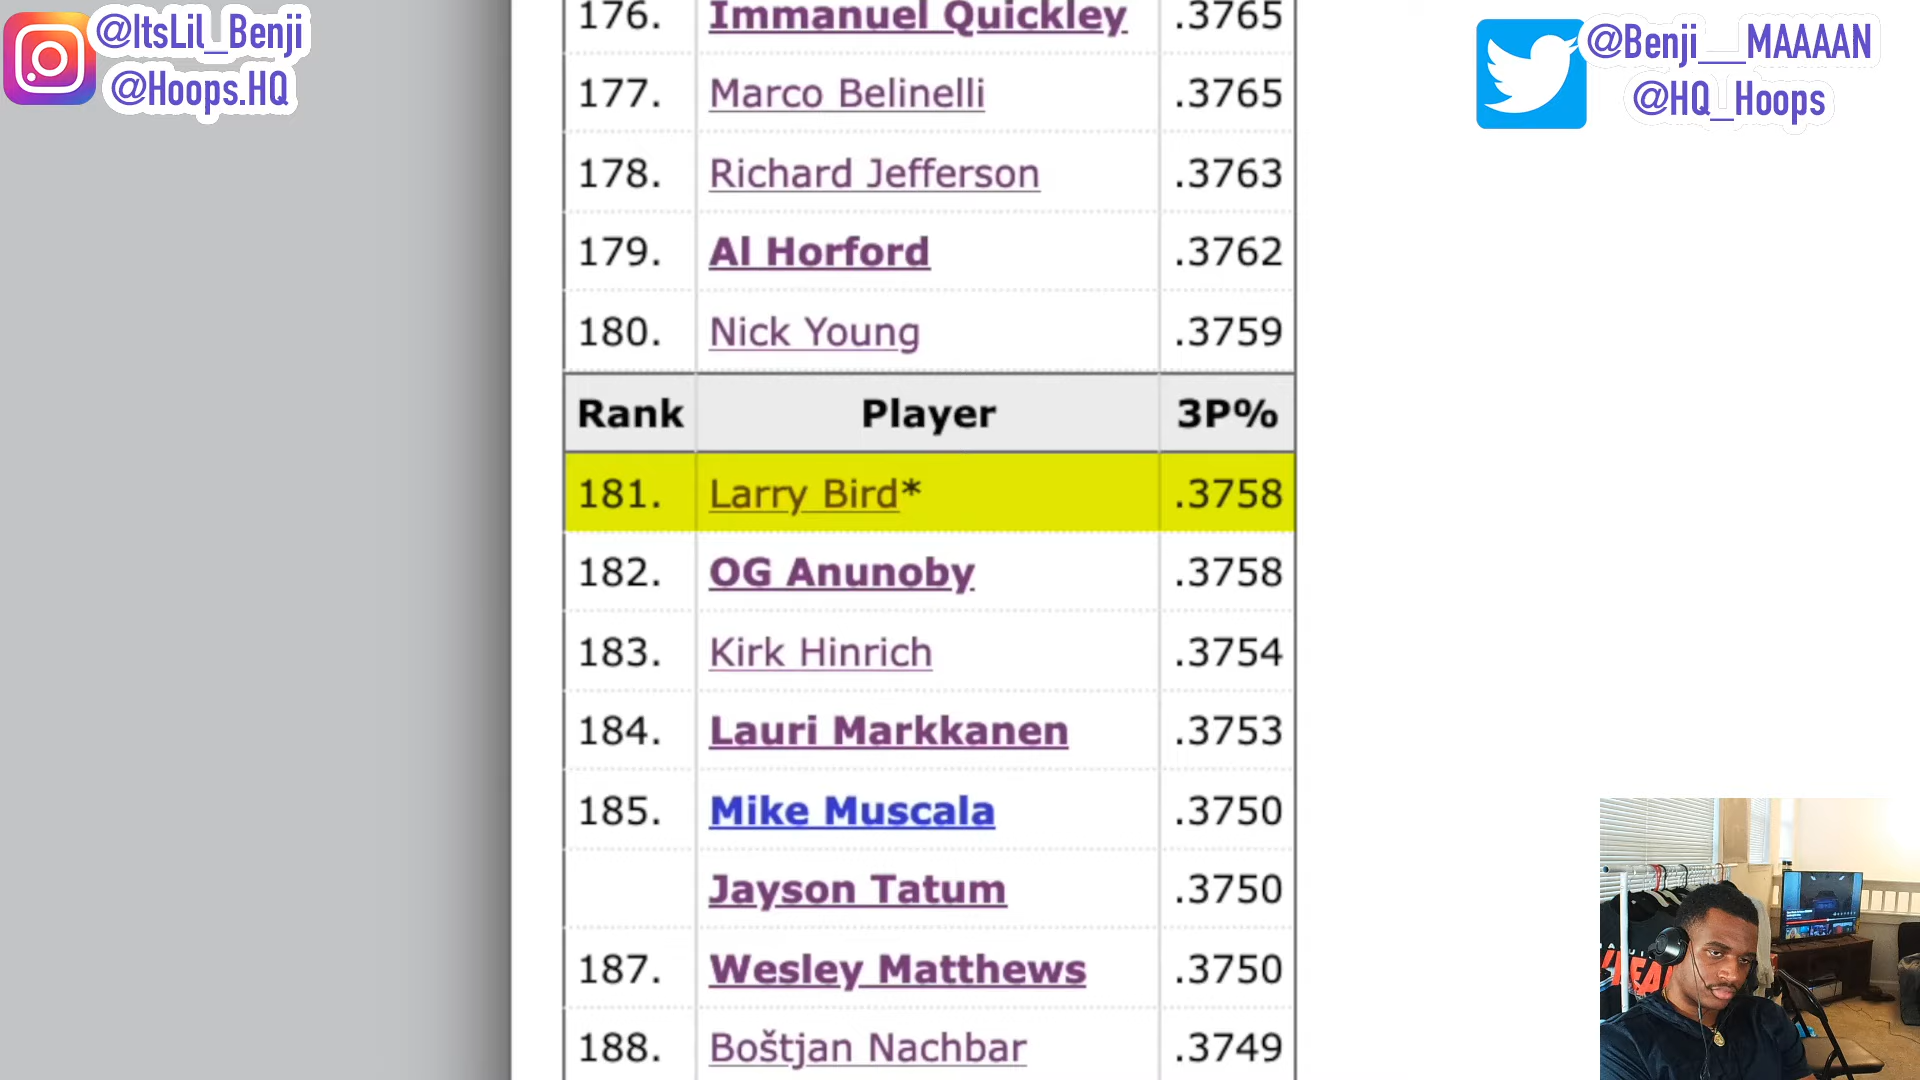 @ItsLil_Benji
@Hoops.HQ
@Benji__MAAAAN
@HQ_Hoops
176. Immanuel Quickley .3765
177. Marco Belinelli .3765
178. Richard Jefferson .3763
179. Al Horford .3762
180. Nick Young .3759
Rank Player 3P%
181. Larry Bird* .3758
182. OG Anunoby .3758
183. Kirk Hinrich .3754
184. Lauri Markkanen .3753
185. Mike Muscala .3750
Jayson Tatum .3750
187. Wesley Matthews .3750
188. Boštjan Nachbar .3749